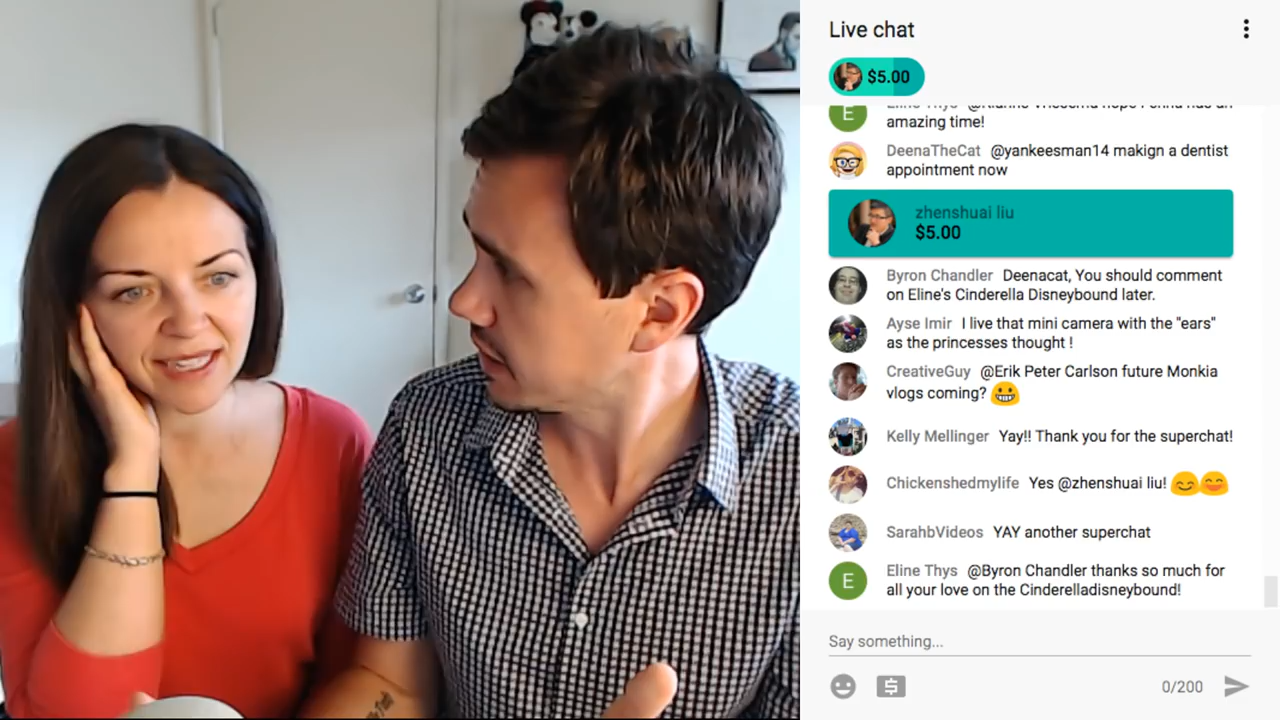 Live chat
$5.00
amazing time!
DeenaTheCat @yankeesman14 makign a dentist
appointment now
zhenshuai liu
$5.00
Byron Chandler Deenacat, You should comment
on Eline's Cinderella Disneybound later.
Ayse Imir I live that mini camera with the "ears"
as the princesses thought !
CreativeGuy @Erik Peter Carlson future Monkia
vlogs coming? 😀
Kelly Mellinger Yay!! Thank you for the superchat!
Chickenshedmylife Yes @zhenshuai liu! 😊😄
SarahbVideos YAY another superchat
E
Eline Thys @Byron Chandler thanks so much for
all your love on the Cinderelladisneybound!
Say something...
0/200